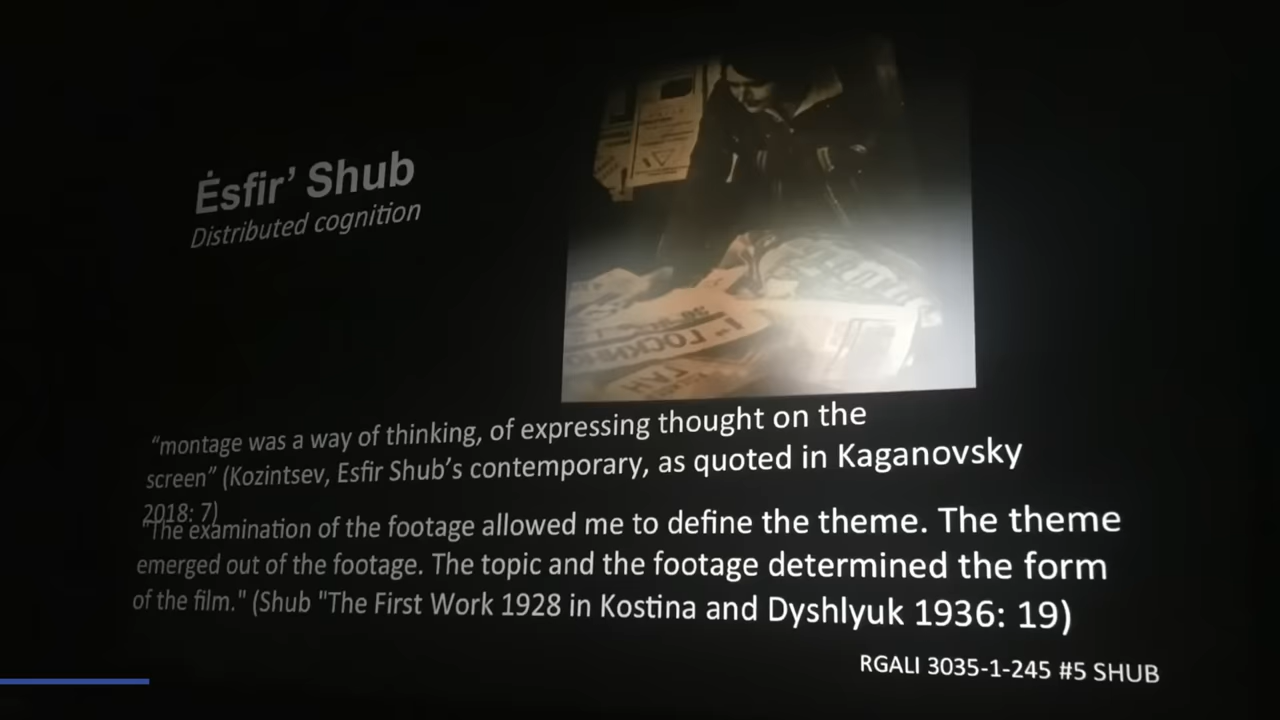 Ėsfir’ Shub
Distributed cognition
“montage was a way of thinking, of expressing thought on the
screen” (Kozintsev, Esfir Shub’s contemporary, as quoted in Kaganovsky
2018: 7)
“The examination of the footage allowed me to define the theme. The theme
emerged out of the footage. The topic and the footage determined the form
of the film." (Shub "The First Work 1928 in Kostina and Dyshlyuk 1936: 19)
RGALI 3035-1-245 #5 SHUB